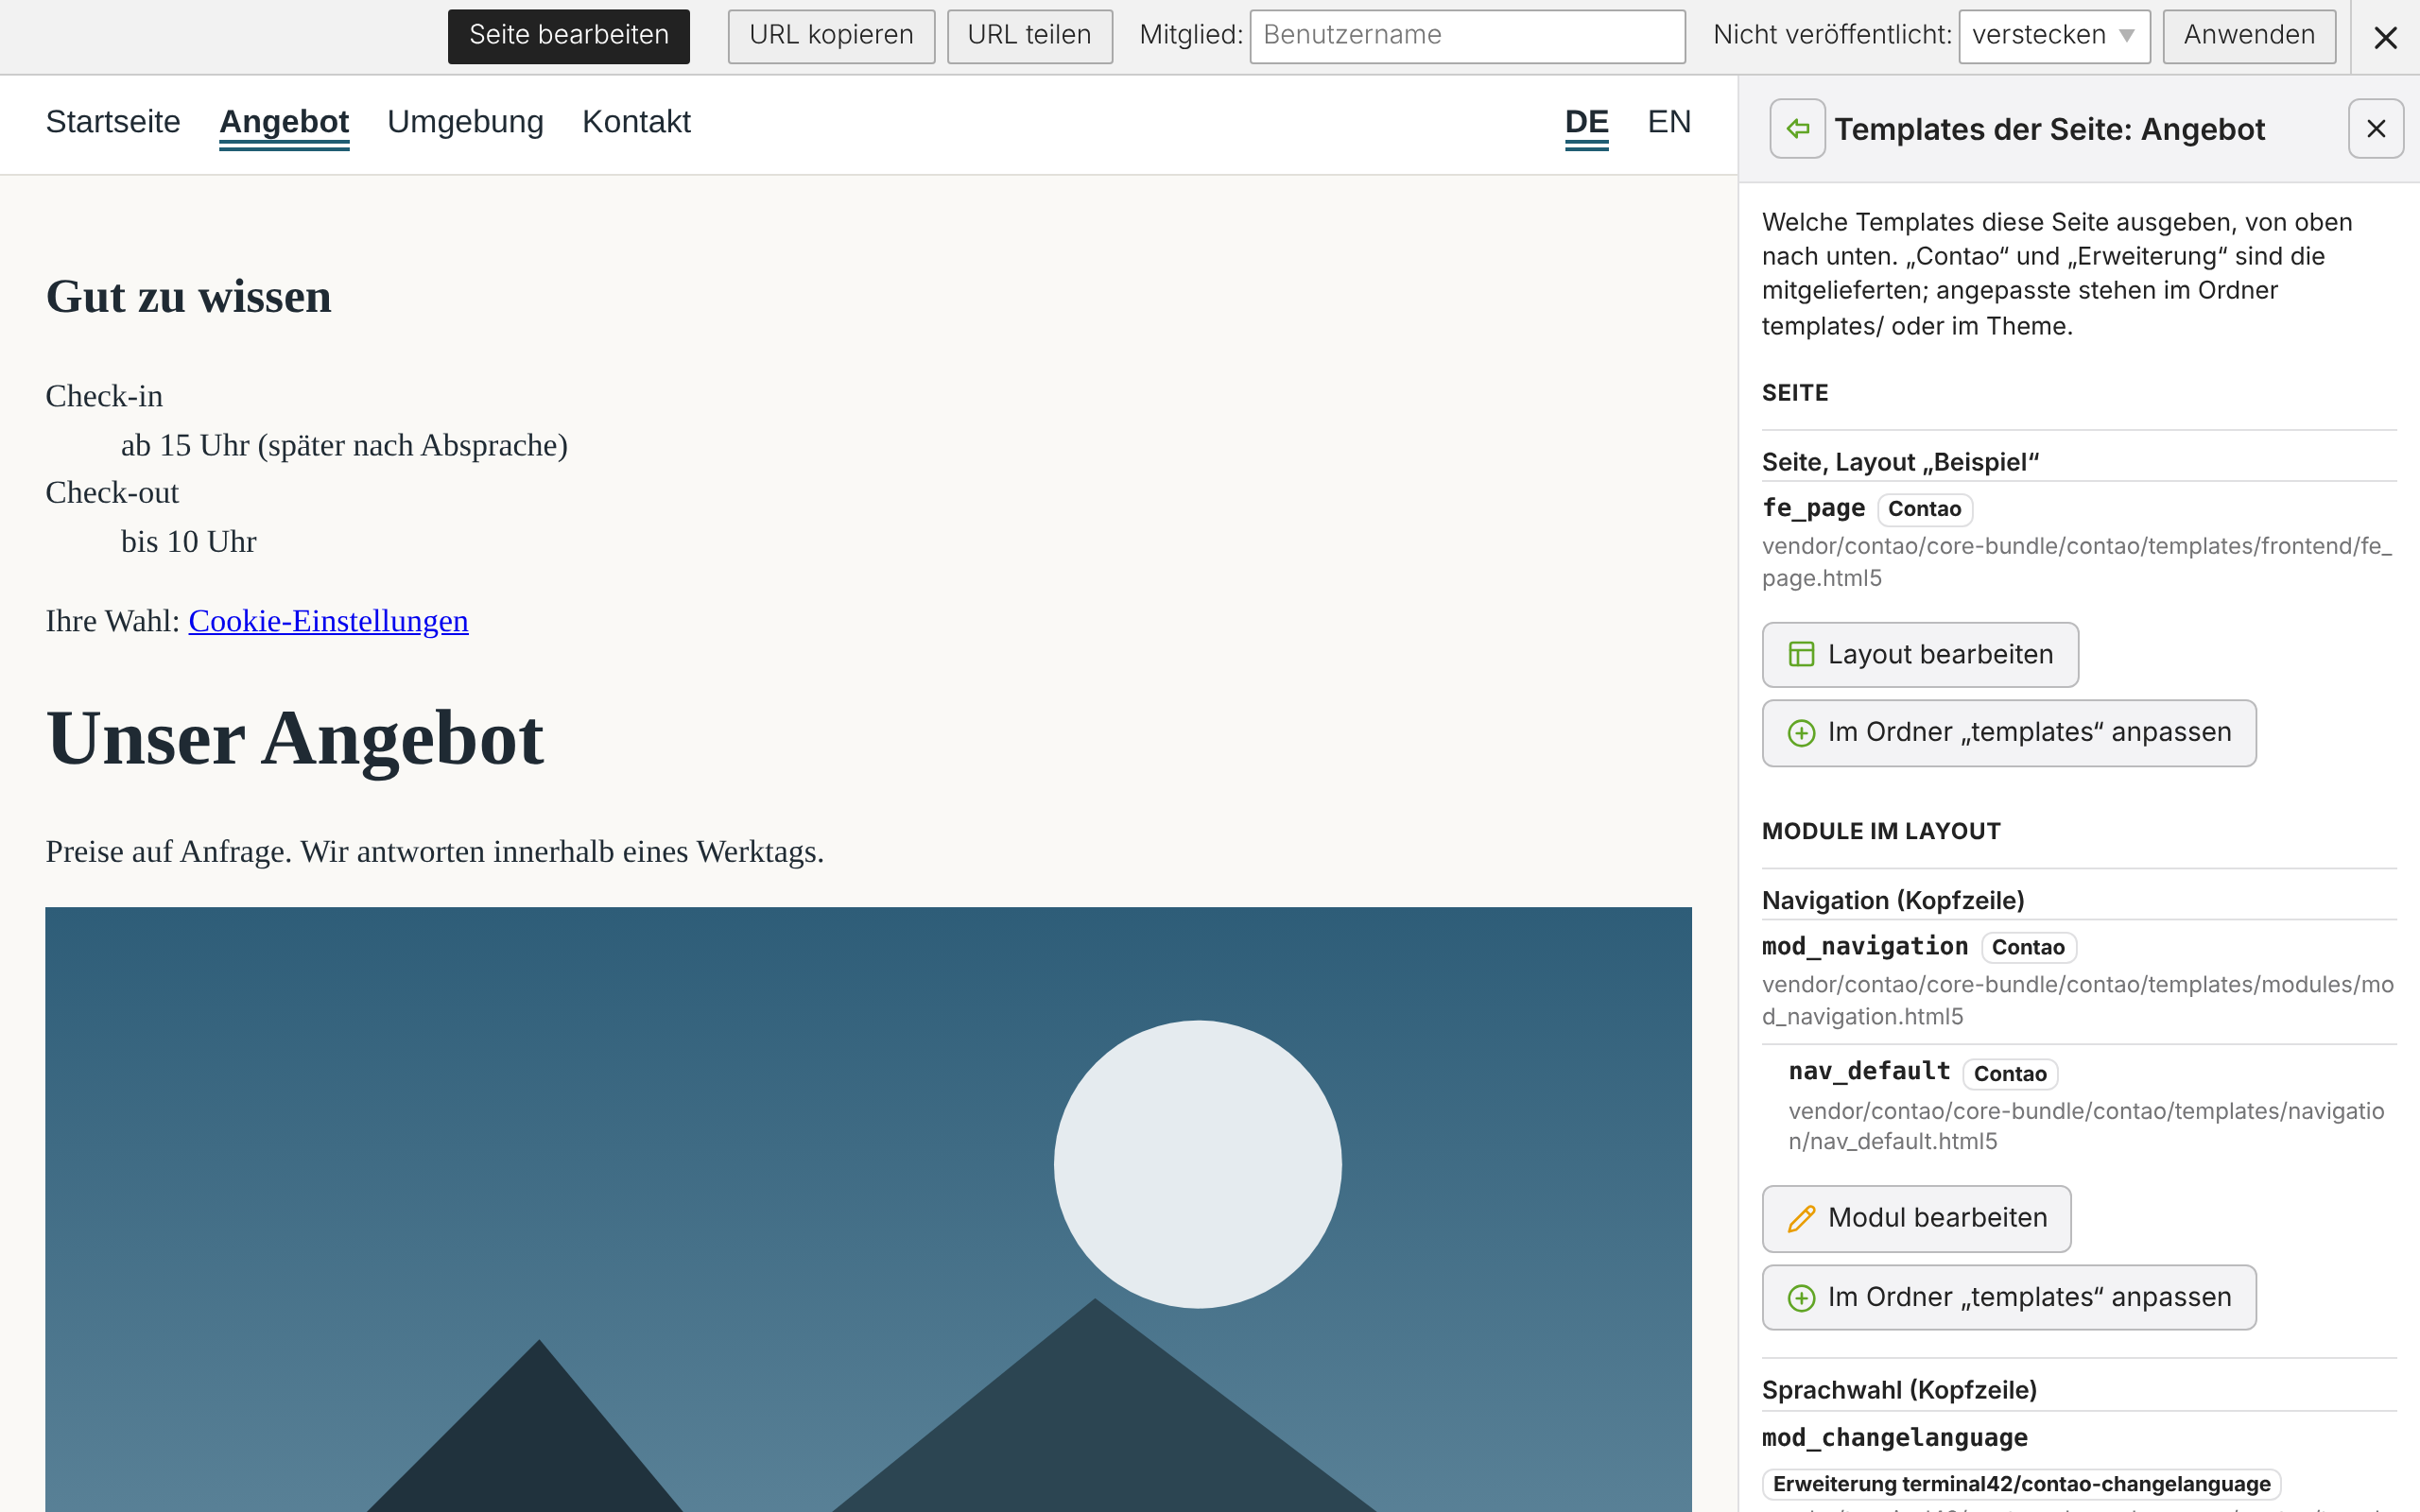 Seite bearbeiten URL kopieren URL teilen Mitglied: Benutzername Nicht veröffentlicht: verstecken Anwenden
Startseite Angebot Umgebung Kontakt DE EN
Gut zu wissen
Check-in
ab 15 Uhr (später nach Absprache)
Check-out
bis 10 Uhr
Ihre Wahl: Cookie-Einstellungen
Unser Angebot
Preise auf Anfrage. Wir antworten innerhalb eines Werktags.
Templates der Seite: Angebot
Welche Templates diese Seite ausgeben, von oben
nach unten. „Contao“ und „Erweiterung“ sind die
mitgelieferten; angepasste stehen im Ordner
templates/ oder im Theme.
SEITE
Seite, Layout „Beispiel“
fe_page Contao
vendor/contao/core-bundle/contao/templates/frontend/fe_
page.html5
Layout bearbeiten
Im Ordner „templates“ anpassen
MODULE IM LAYOUT
Navigation (Kopfzeile)
mod_navigation Contao
vendor/contao/core-bundle/contao/templates/modules/mo
d_navigation.html5
nav_default Contao
vendor/contao/core-bundle/contao/templates/navigatio
n/nav_default.html5
Modul bearbeiten
Im Ordner „templates“ anpassen
Sprachwahl (Kopfzeile)
mod_changelanguage
Erweiterung terminal42/contao-changelanguage